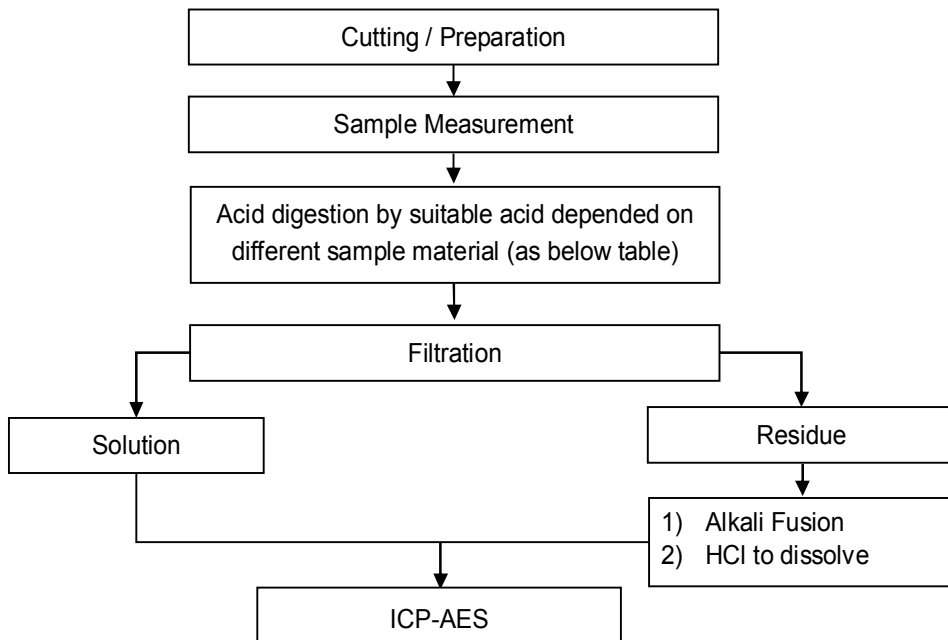 Cutting / Preparation
Sample Measurement
Acid digestion by suitable acid depended on
different sample material (as below table)
Filtration
Solution
Residue
1) Alkali Fusion
2) HCl to dissolve
ICP-AES